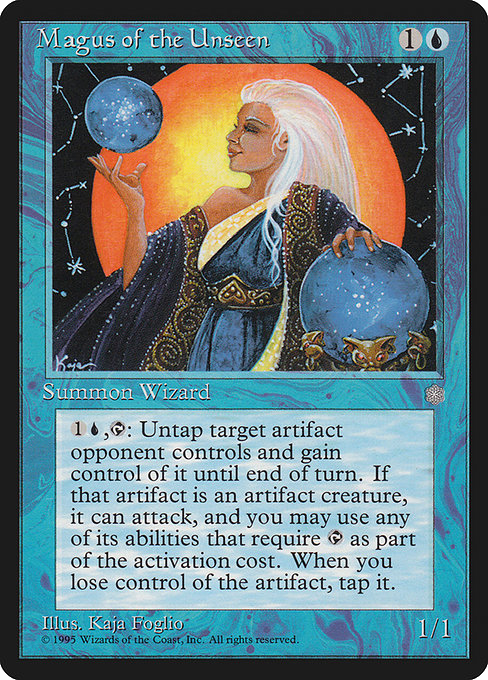 Magus of the Unseen 1
Kaja
Summon Wizard
1 , : Untap target artifact
opponent controls and gain
control of it until end of turn. If
that artifact is an artifact creature,
it can attack, and you may use any
of its abilities that require as part
of the activation cost. When you
lose control of the artifact, tap it.
Illus. Kaja Foglio
1/1
© 1995 Wizards of the Coast, Inc. All rights reserved.